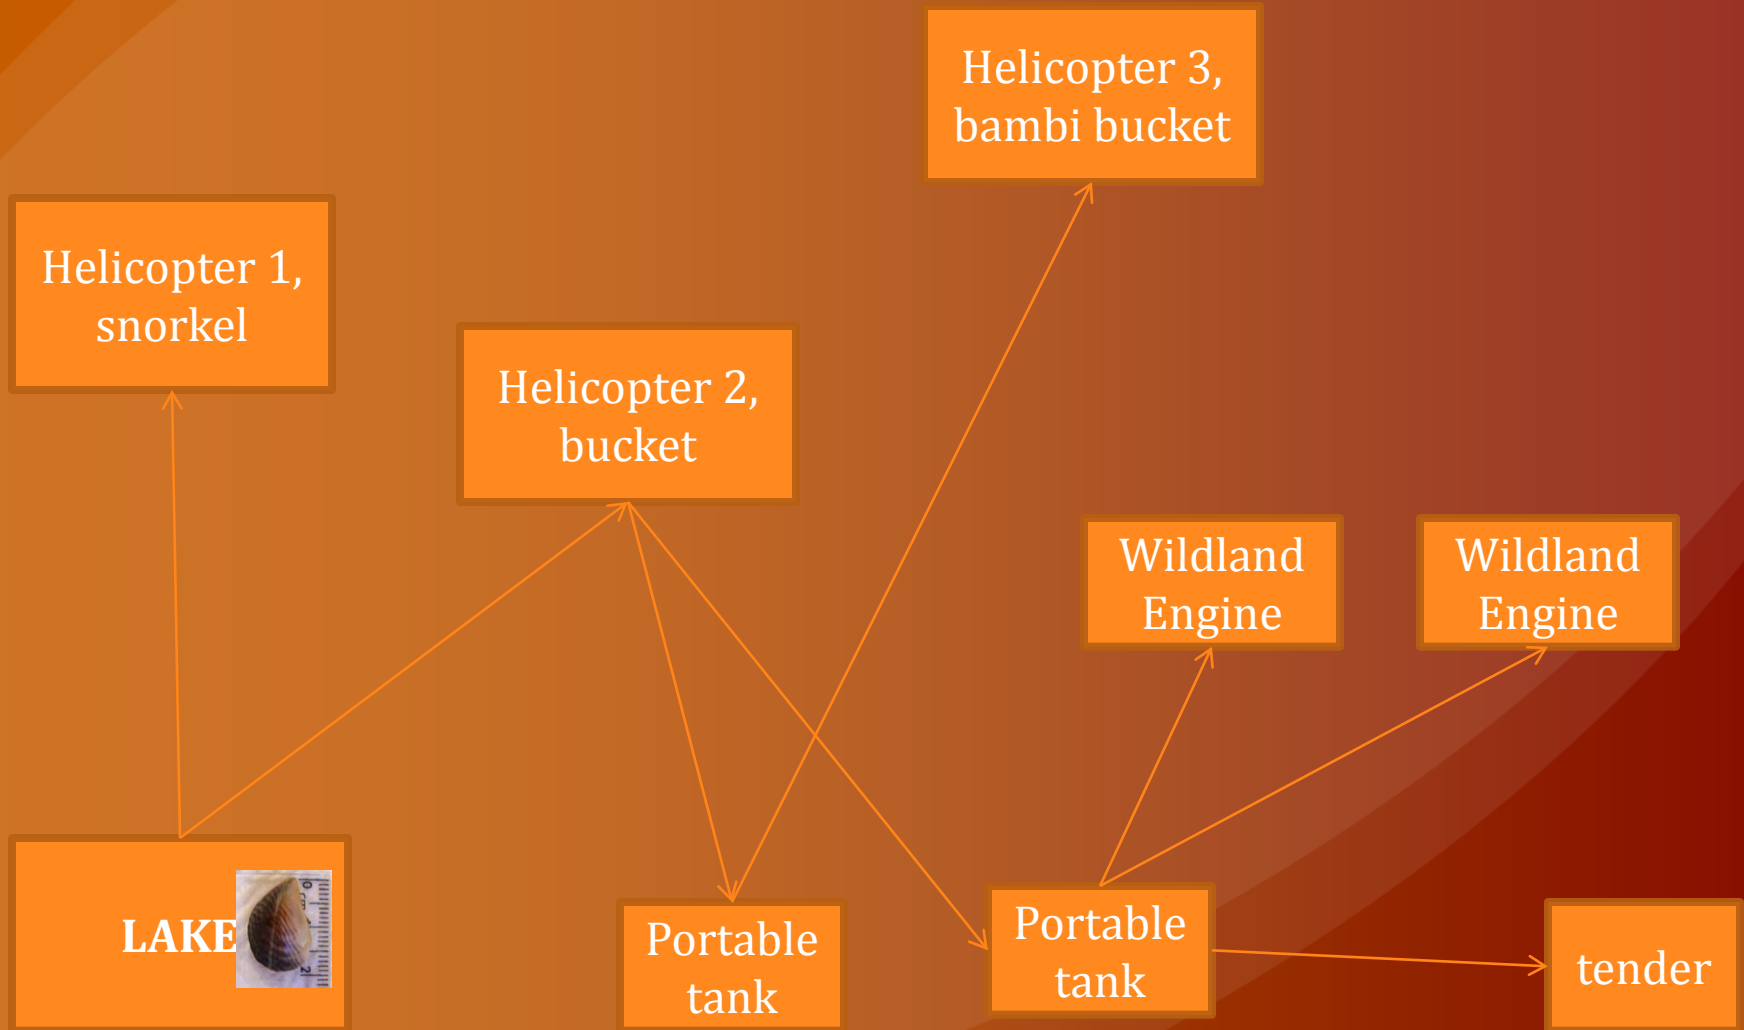 Helicopter 3,
bambi bucket
Helicopter 1,
snorkel
Helicopter 2,
bucket
Wildland
Engine
Wildland
Engine
LAKE
Portable
tank
Portable
tank
tender